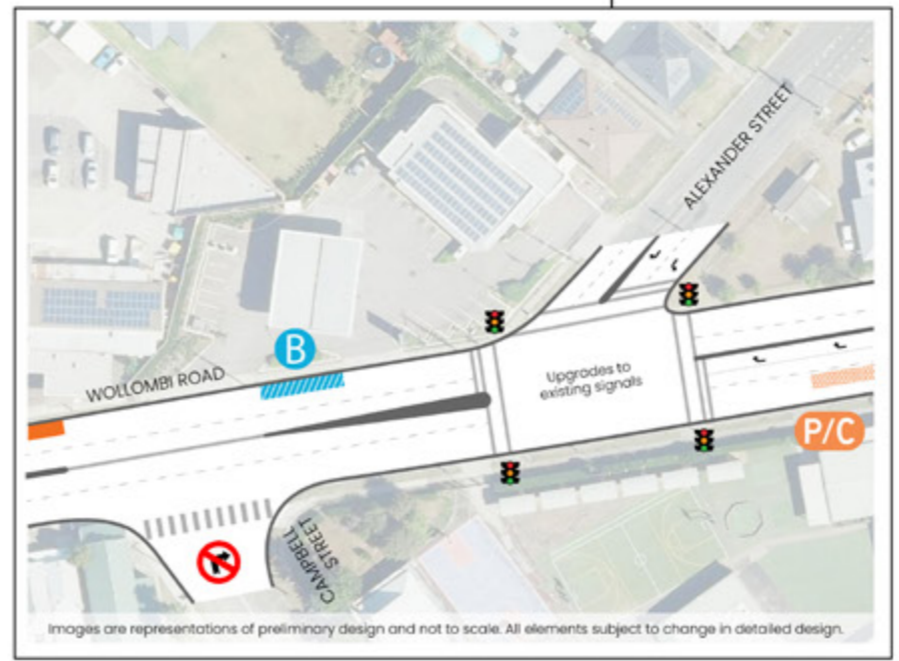 ALEXANDER STREET
B
WOLLOMBI ROAD
Upgrades to
existing signals
P/C
CAMPBELL
STREET
Images are representations of preliminary design and not to scale. All elements subject to change in detailed design.